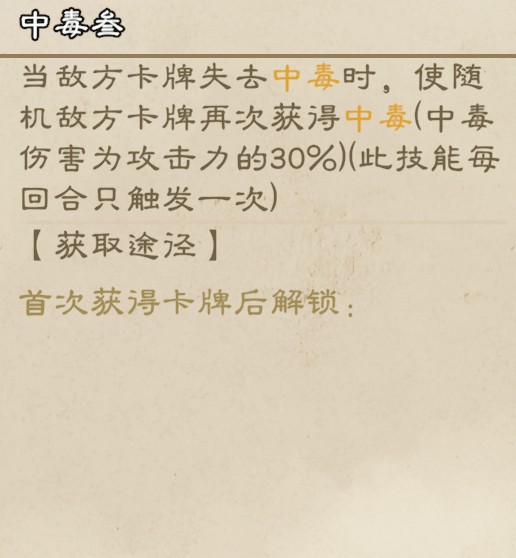 中毒叁
当敌方卡牌失去中毒时，使随
机敌方卡牌再次获得中毒(中毒
伤害为攻击力的30%)(此技能每
回合只触发一次)
【获取途径】
首次获得卡牌后解锁：